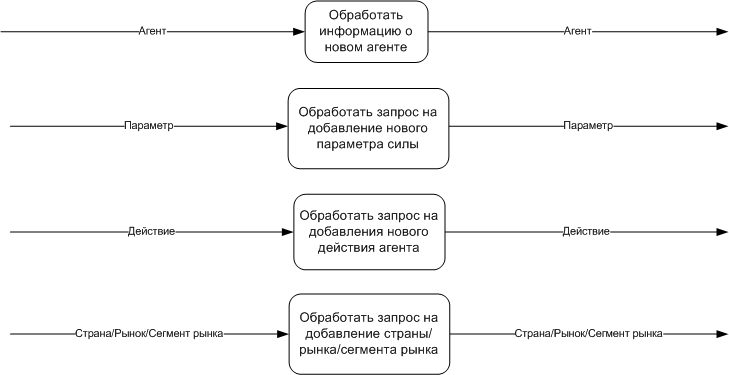 Обработать
информацию о
новом агенте
Агент
Агент
Обработать запрос на
добавление нового
параметра силы
Параметр
Параметр
Обработать запрос на
добавления нового
действия агента
Действие
Действие
Обработать запрос на
добавление страны/
рынка/сегмента рынка
Страна/Рынок/Сегмент рынка
Страна/Рынок/Сегмент рынка